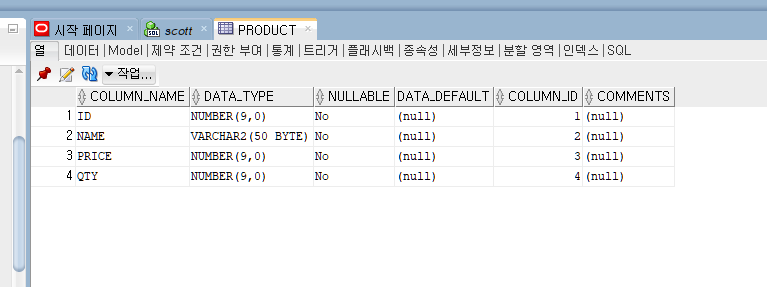 시작 페이지 scott PRODUCT
열 데이터 | Model | 제약 조건 | 권한 부여 | 통계 | 트리거 | 플래시백 | 종속성 | 세부정보 | 분할 영역 | 인덱스 | SQL
작업...
COLUMN_NAME DATA_TYPE NULLABLE DATA_DEFAULT COLUMN_ID COMMENTS
1 ID NUMBER(9,0) No (null) 1 (null)
2 NAME VARCHAR2(50 BYTE) No (null) 2 (null)
3 PRICE NUMBER(9,0) No (null) 3 (null)
4 QTY NUMBER(9,0) No (null) 4 (null)